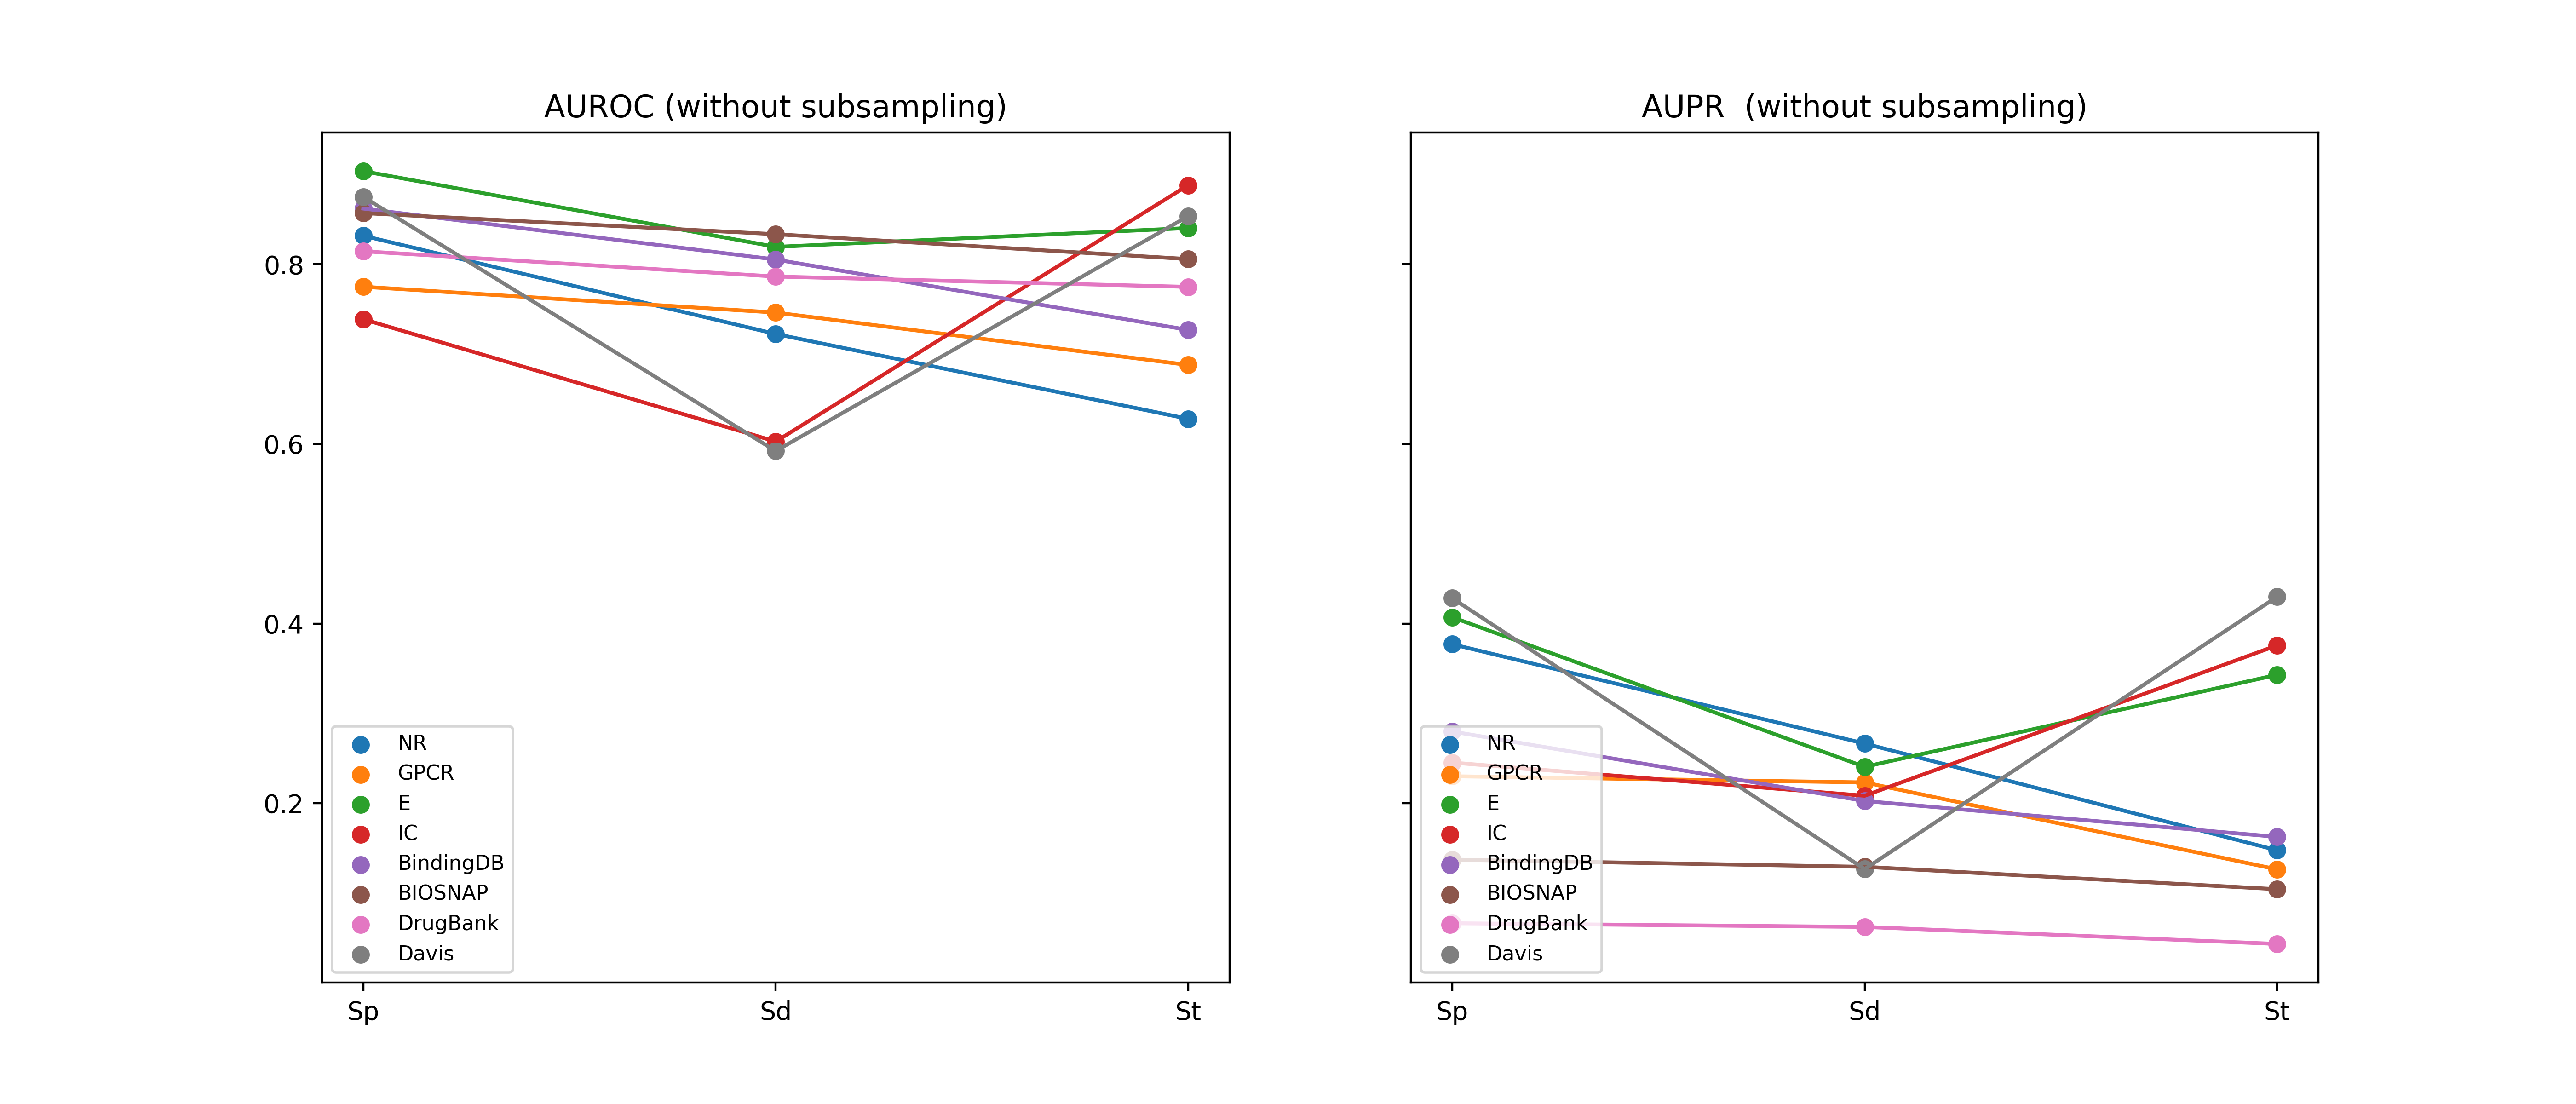 AUROC (without subsampling)
0.8
0.6
0.4
0.2
NR
GPCR
E
IC
BindingDB
BIOSNAP
DrugBank
Davis
Sp Sd St
AUPR  (without subsampling)
NR
GPCR
E
IC
BindingDB
BIOSNAP
DrugBank
Davis
Sp Sd St